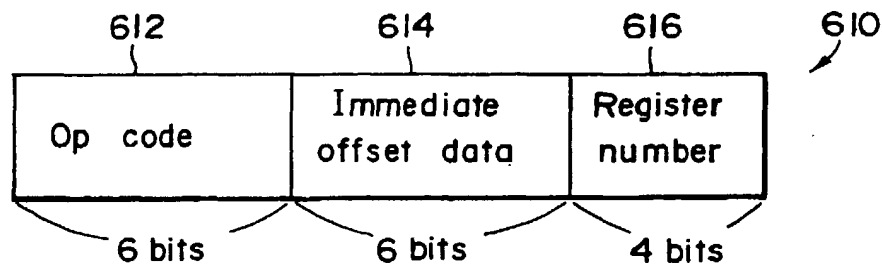 612 614 616 610
Op code
Immediate offset data
Register number
6 bits 6 bits 4 bits